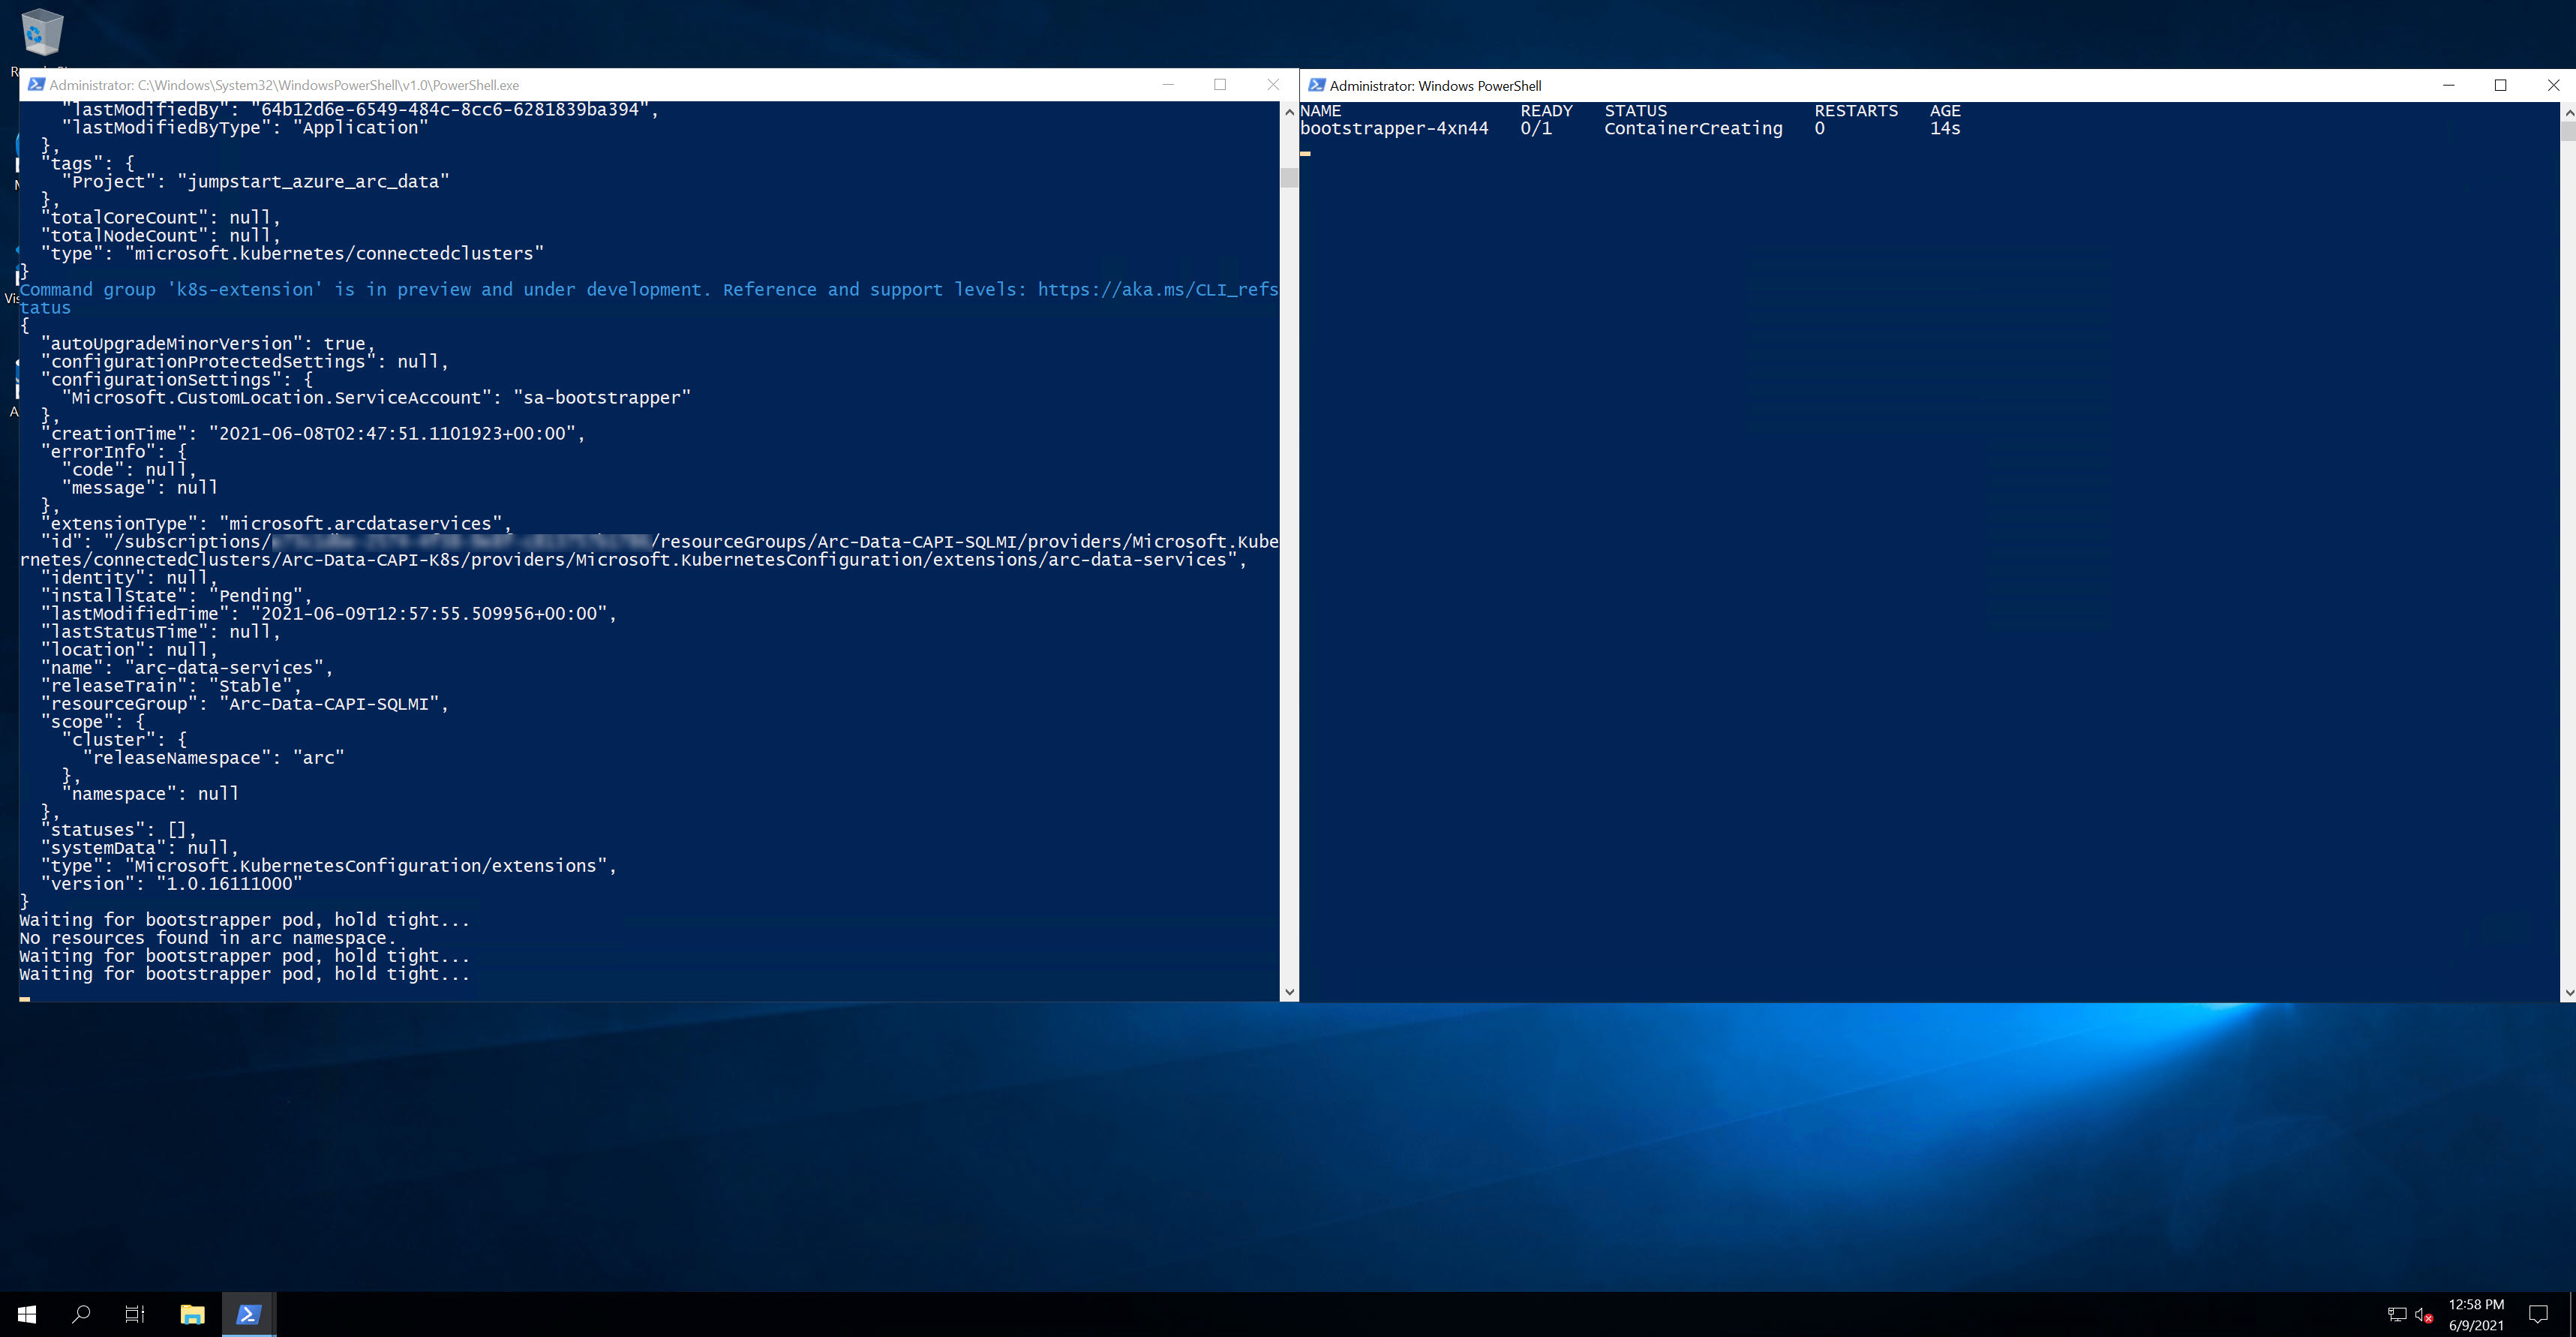 Administrator: C:\Windows\System32\WindowsPowerShell\v1.0\PowerShell.exe
"lastModifiedBy": "64b12d6e-6549-484c-8cc6-6281839ba394",
"lastModifiedByType": "Application"
},
"tags": {
"Project": "jumpstart_azure_arc_data"
},
"totalCoreCount": null,
"totalNodeCount": null,
"type": "microsoft.kubernetes/connectedclusters"
}
Command group 'k8s-extension' is in preview and under development. Reference and support levels: https://aka.ms/CLI_refs
tatus
{
"autoUpgradeMinorVersion": true,
"configurationProtectedSettings": null,
"configurationSettings": {
"Microsoft.CustomLocation.ServiceAccount": "sa-bootstrapper"
},
"creationTime": "2021-06-08T02:47:51.1101923+00:00",
"errorInfo": {
"code": null,
"message": null
},
"extensionType": "microsoft.arcdataservices",
"id": "/subscriptions/ /resourceGroups/Arc-Data-CAPI-SQLMI/providers/Microsoft.Kube
rnetes/connectedClusters/Arc-Data-CAPI-K8s/providers/Microsoft.KubernetesConfiguration/extensions/arc-data-services",
"identity": null,
"installState": "Pending",
"lastModifiedTime": "2021-06-09T12:57:55.509956+00:00",
"lastStatusTime": null,
"location": null,
"name": "arc-data-services",
"releaseTrain": "Stable",
"resourceGroup": "Arc-Data-CAPI-SQLMI",
"scope": {
"cluster": {
"releaseNamespace": "arc"
},
"namespace": null
},
"statuses": [],
"systemData": null,
"type": "Microsoft.KubernetesConfiguration/extensions",
"version": "1.0.16111000"
}
Waiting for bootstrapper pod, hold tight...
No resources found in arc namespace.
Waiting for bootstrapper pod, hold tight...
Waiting for bootstrapper pod, hold tight...
Administrator: Windows PowerShell
NAME READY STATUS RESTARTS AGE
bootstrapper-4xn44 0/1 ContainerCreating 0 14s
12:58 PM
6/9/2021